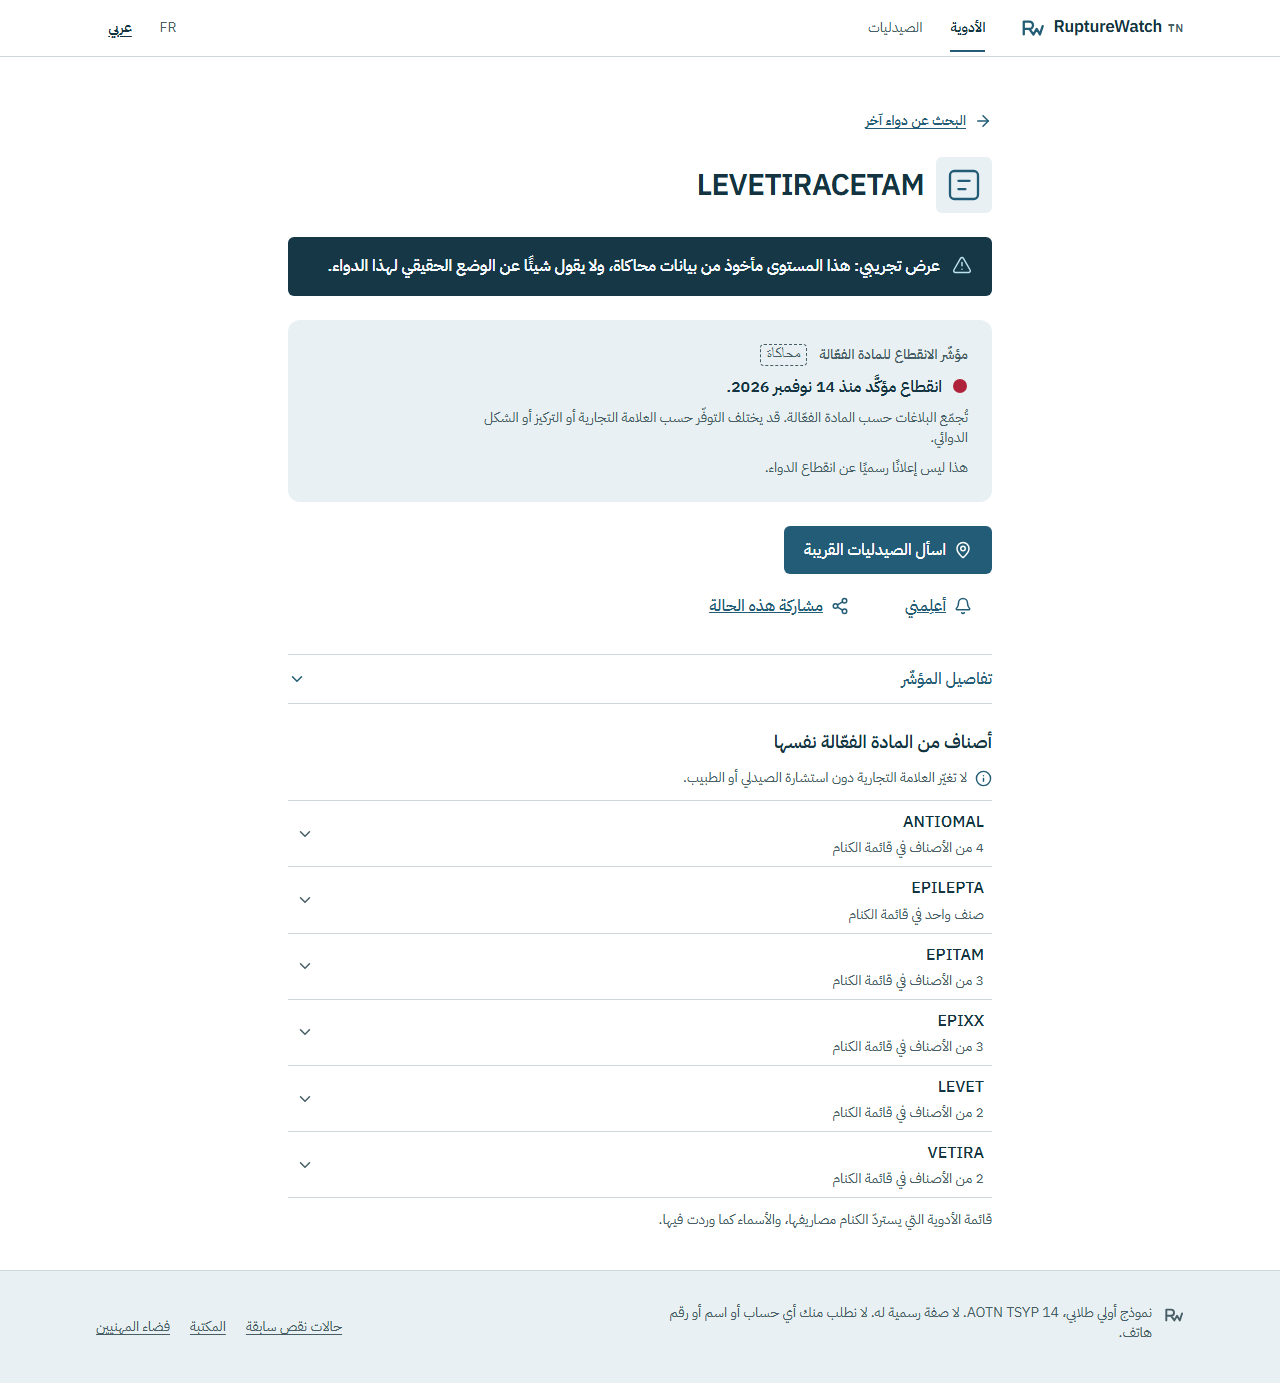 RuptureWatch TN
الأدوية
الصيدليات
FR
عربي
البحث عن دواء آخر
LEVETIRACETAM
عرض تجريبي: هذا المستوى مأخوذ من بيانات محاكاة، ولا يقول شيئًا عن الوضع الحقيقي لهذا الدواء.
مؤشّر الانقطاع للمادة الفعّالة
محاكاة
انقطاع مؤكَّد منذ 14 نوفمبر 2026.
تُجمّع البلاغات حسب المادة الفعّالة. قد يختلف التوفّر حسب العلامة التجارية أو التركيز أو الشكل
الدوائي.
هذا ليس إعلانًا رسميًا عن انقطاع الدواء.
اسأل الصيدليات القريبة
أعلِمني
مشاركة هذه الحالة
تفاصيل المؤشّر
أصناف من المادة الفعّالة نفسها
لا تغيّر العلامة التجارية دون استشارة الصيدلي أو الطبيب.
ANTIOMAL
4 من الأصناف في قائمة الكنام
EPILEPTA
صنف واحد في قائمة الكنام
EPITAM
3 من الأصناف في قائمة الكنام
EPIXX
3 من الأصناف في قائمة الكنام
LEVET
2 من الأصناف في قائمة الكنام
VETIRA
2 من الأصناف في قائمة الكنام
قائمة الأدوية التي يستردّ الكنام مصاريفها، والأسماء كما وردت فيها.
نموذج أولي طلابي، AOTN TSYP 14. لا صفة رسمية له. لا نطلب منك أي حساب أو اسم أو رقم
هاتف.
حالات نقص سابقة
المكتبة
فضاء المهنيين